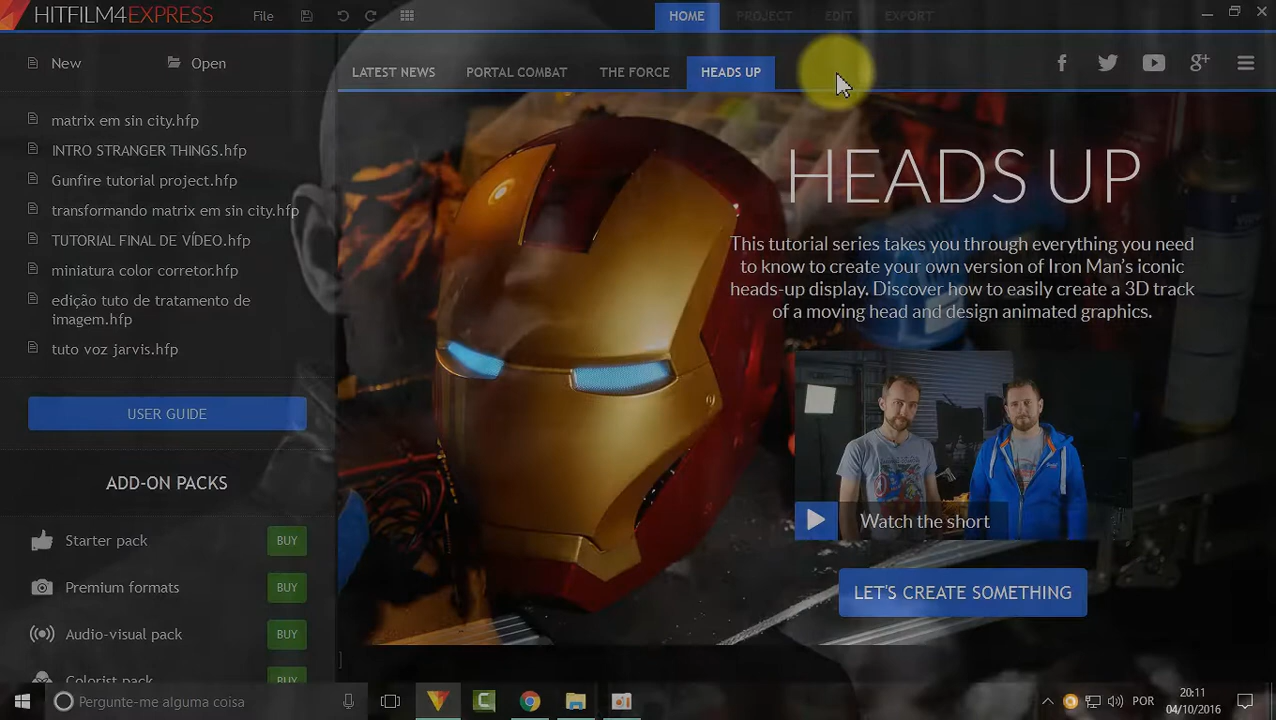 HITFILM4EXPRESS
File
HOME
PROJECT
EDIT
EXPORT
New
Open
LATEST NEWS
PORTAL COMBAT
THE FORCE
HEADS UP
matrix em sin city.hfp
INTRO STRANGER THINGS.hfp
Gunfire tutorial project.hfp
transformando matrix em sin city.hfp
TUTORIAL FINAL DE VÍDEO.hfp
miniatura color corretor.hfp
edição tuto de tratamento de
imagem.hfp
tuto voz jarvis.hfp
USER GUIDE
ADD-ON PACKS
Starter pack
BUY
Premium formats
BUY
Audio-visual pack
BUY
Colorist pack
BUY
HEADS UP
This tutorial series takes you through everything you need
to know to create your own version of Iron Man's iconic
heads-up display. Discover how to easily create a 3D track
of a moving head and design animated graphics.
Watch the short
LET'S CREATE SOMETHING
Pergunte-me alguma coisa
POR
20:11
04/10/2016